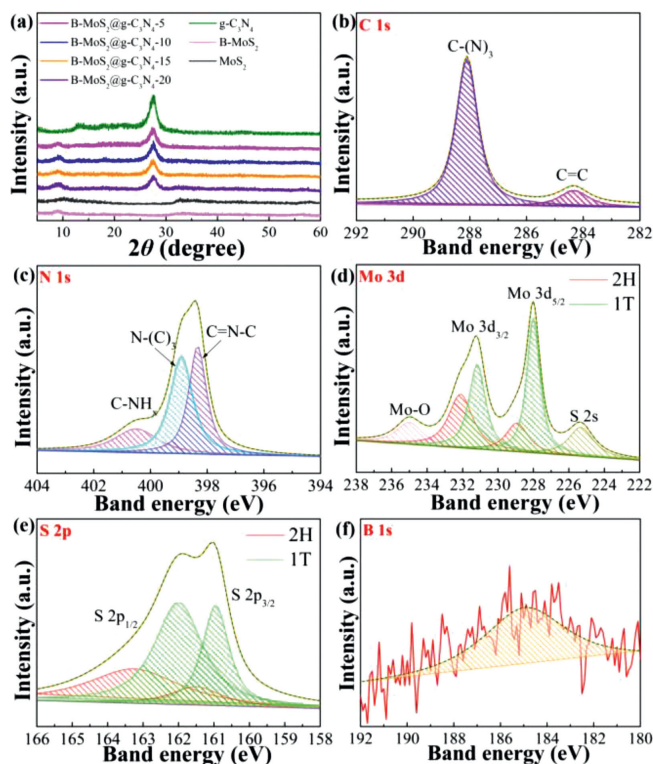 (a)
B-MoS₂@g-C₃N₄-5
g-C₃N₄
B-MoS₂@g-C₃N₄-10
B-MoS₂
B-MoS₂@g-C₃N₄-15
MoS₂
B-MoS₂@g-C₃N₄-20
Intensity (a.u.)
10 20 30 40 50 60
2θ (degree)
(b)
C 1s
C-(N)₃
C=C
Intensity (a.u.)
292 290 288 286 284 282
Band energy (eV)
(c) N 1s
C=N-C
N-(C)₃
C-NHₓ
Intensity (a.u.)
404 402 400 398 396 394
Band energy (eV)
(d)
Mo 3d
2H
1T
Mo 3d₅/₂
Mo 3d₃/₂
Mo-O
S 2s
Intensity (a.u.)
238 236 234 232 230 228 226 224 222
Band energy (eV)
(e)
S 2p
2H
1T
S 2p₁/₂
S 2p₃/₂
Intensity (a.u.)
166 165 164 163 162 161 160 159 158
Band energy (eV)
(f) B 1s
Intensity (a.u.)
192 190 188 186 184 182 180
Band energy (eV)